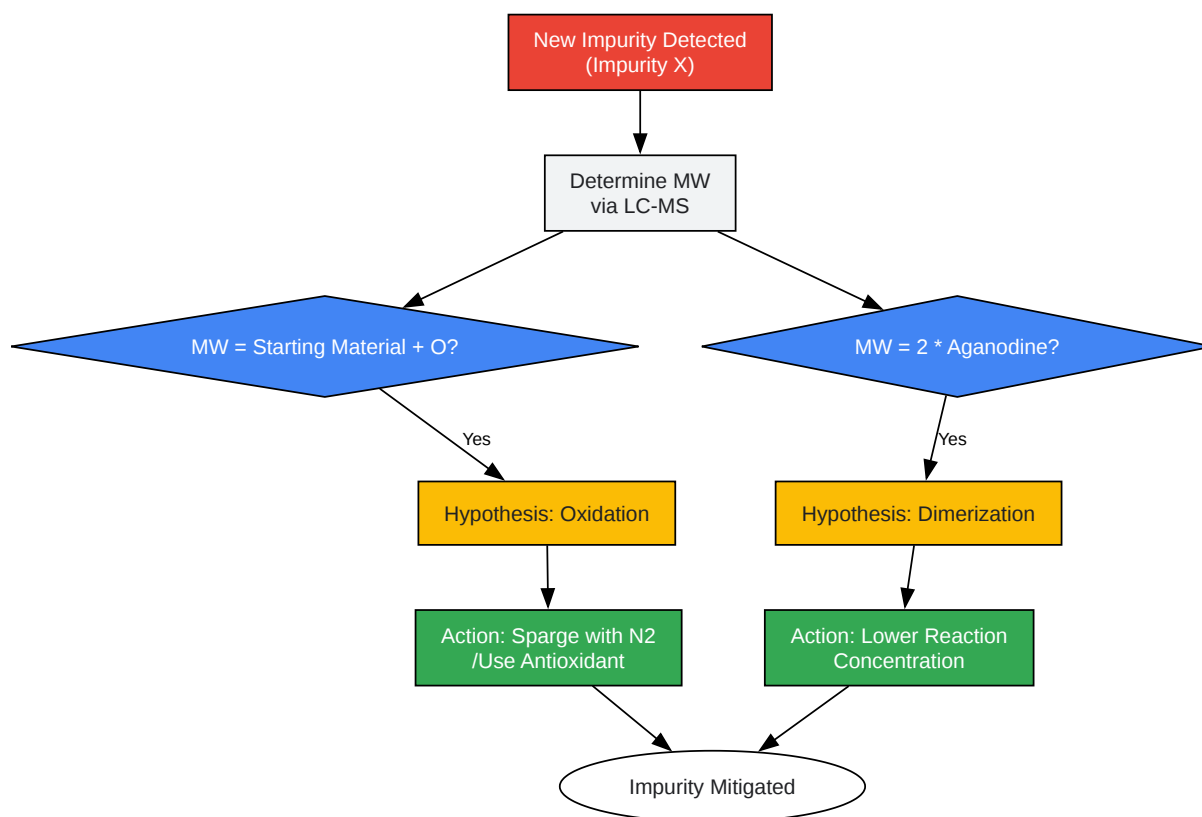 New Impurity Detected
(Impurity X)
Determine MW
via LC-MS
MW = Starting Material + O?
MW = 2 * Aganodine?
Yes
Yes
Hypothesis: Oxidation
Hypothesis: Dimerization
Action: Sparge with N2
/Use Antioxidant
Action: Lower Reaction
Concentration
Impurity Mitigated